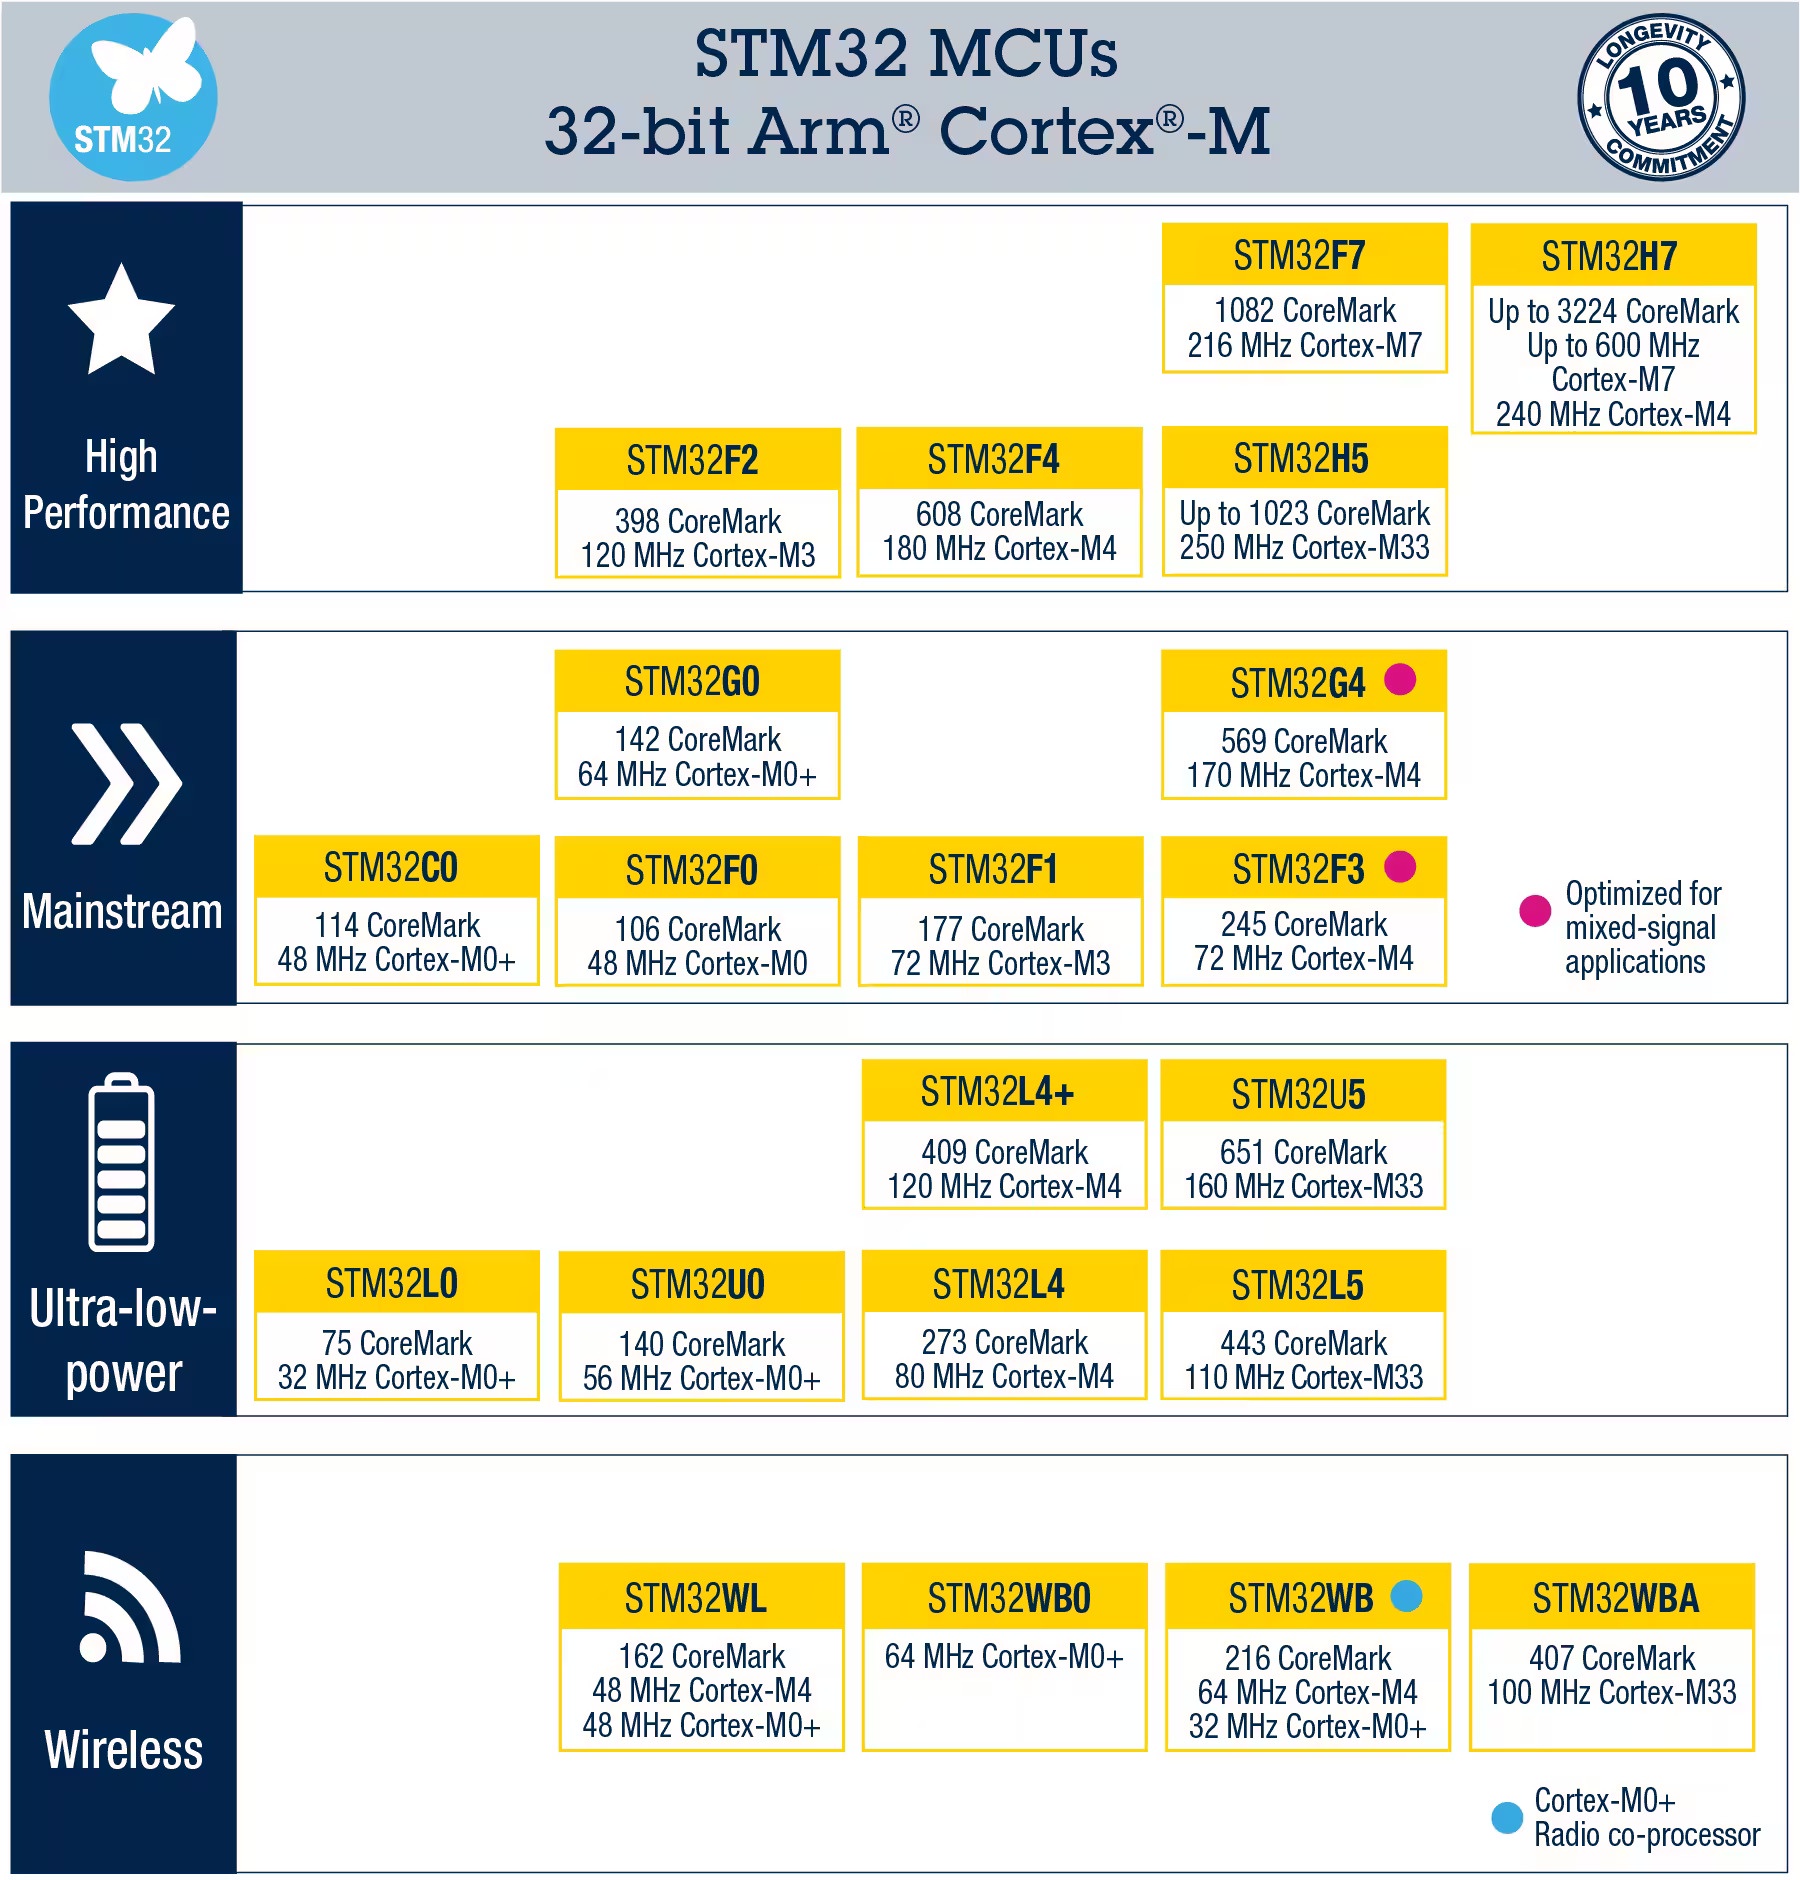 STM32
STM32 MCUs
32-bit Arm® Cortex®-M
LONGEVITY
10
YEARS
COMMITMENT
High
Performance
STM32F7
1082 CoreMark
216 MHz Cortex-M7
STM32H7
Up to 3224 CoreMark
Up to 600 MHz
Cortex-M7
240 MHz Cortex-M4
STM32F2
398 CoreMark
120 MHz Cortex-M3
STM32F4
608 CoreMark
180 MHz Cortex-M4
STM32H5
Up to 1023 CoreMark
250 MHz Cortex-M33
Mainstream
STM32G0
142 CoreMark
64 MHz Cortex-M0+
STM32G4
569 CoreMark
170 MHz Cortex-M4
STM32C0
114 CoreMark
48 MHz Cortex-M0+
STM32F0
106 CoreMark
48 MHz Cortex-M0
STM32F1
177 CoreMark
72 MHz Cortex-M3
STM32F3
245 CoreMark
72 MHz Cortex-M4
Optimized for
mixed-signal
applications
Ultra-low-
power
STM32L4+
409 CoreMark
120 MHz Cortex-M4
STM32U5
651 CoreMark
160 MHz Cortex-M33
STM32L0
75 CoreMark
32 MHz Cortex-M0+
STM32U0
140 CoreMark
56 MHz Cortex-M0+
STM32L4
273 CoreMark
80 MHz Cortex-M4
STM32L5
443 CoreMark
110 MHz Cortex-M33
Wireless
STM32WL
162 CoreMark
48 MHz Cortex-M4
48 MHz Cortex-M0+
STM32WB0
64 MHz Cortex-M0+
STM32WB
216 CoreMark
64 MHz Cortex-M4
32 MHz Cortex-M0+
STM32WBA
407 CoreMark
100 MHz Cortex-M33
Cortex-M0+
Radio co-processor